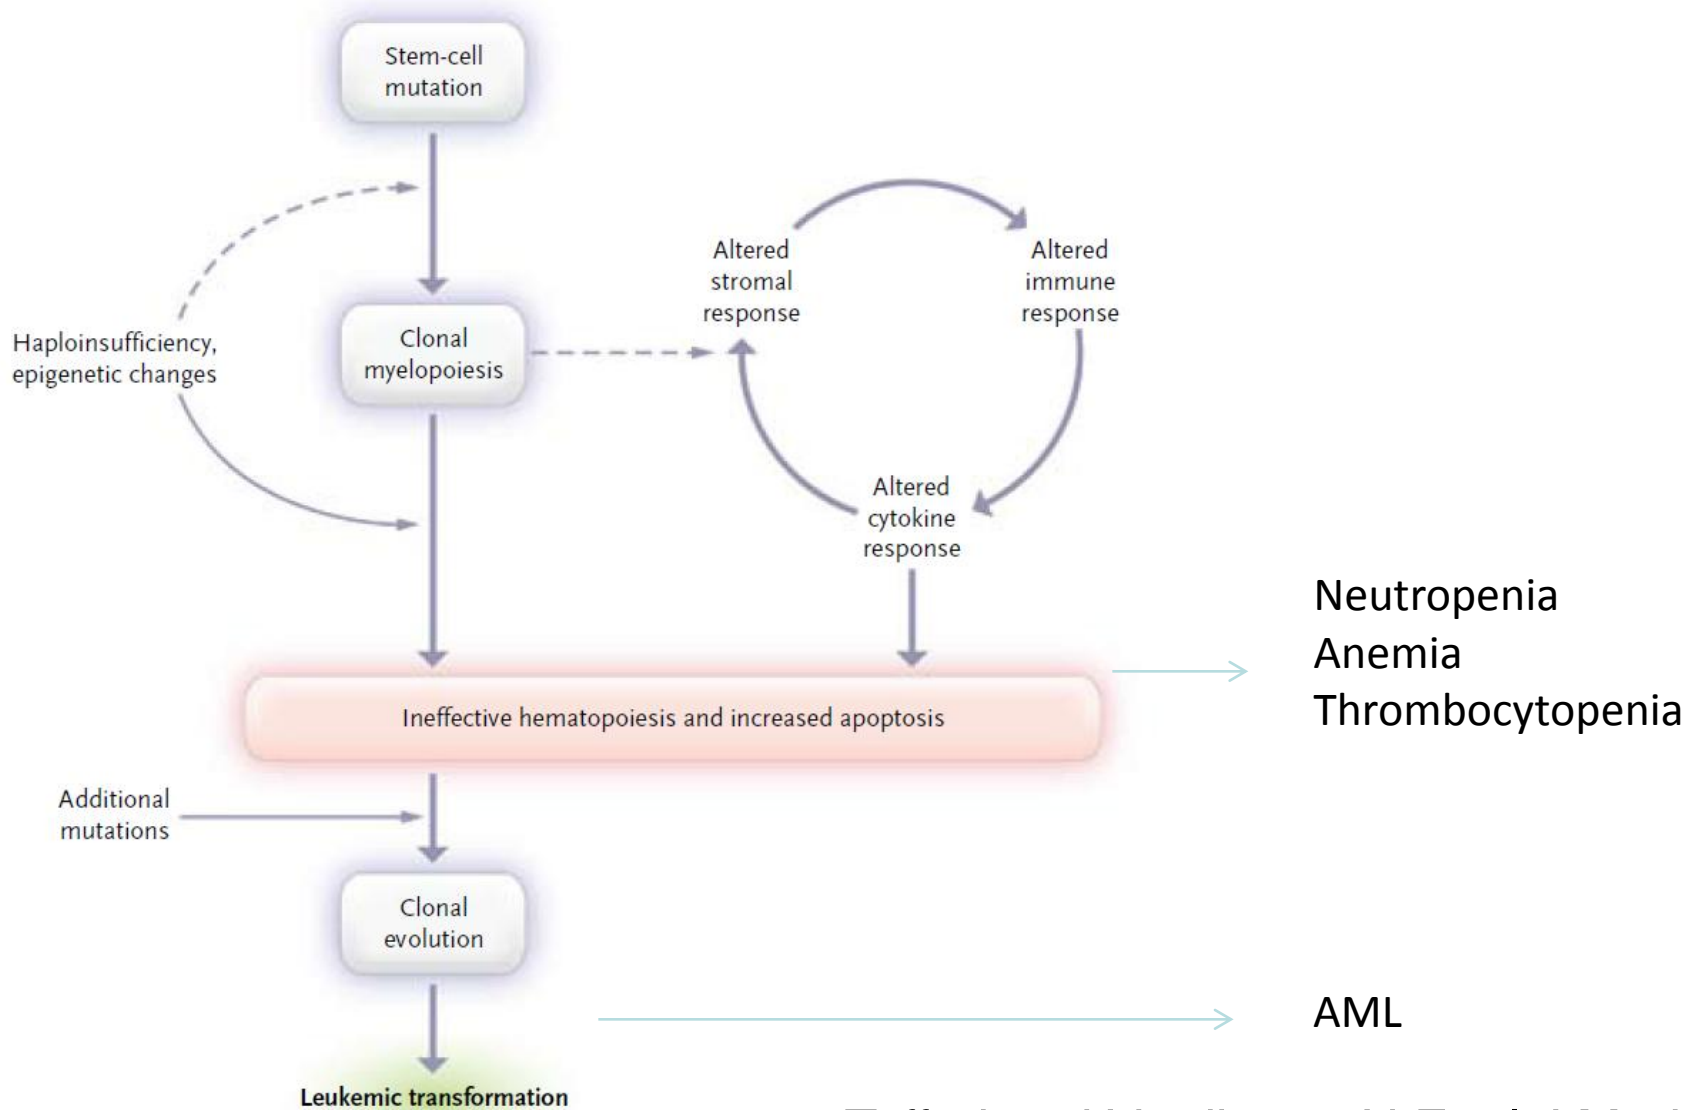 Stem-cell
mutation
Altered
stromal
response
Altered
immune
response
Haploinsufficiency,
epigenetic changes
Clonal
myelopoiesis
Altered
cytokine
response
Neutropenia
Anemia
Thrombocytopenia
Ineffective hematopoiesis and increased apoptosis
Additional
mutations
Clonal
evolution
AML
Leukemic transformation